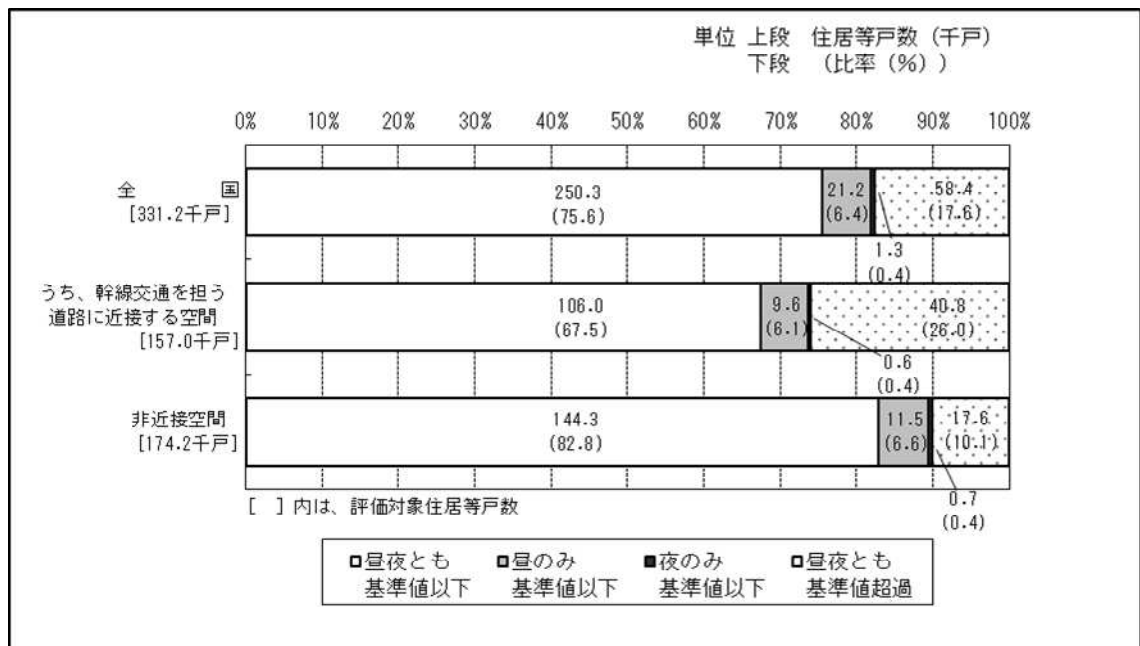 単位 上段 住居等戸数（千戸）
下段 （比率（％））
0% 10% 20% 30% 40% 50% 60% 70% 80% 90% 100%
全 国
[331.2千戸]
250.3
(75.6)
21.2
(6.4)
58.4
(17.6)
1.3
(0.4)
うち、幹線交通を担う
道路に近接する空間
[157.0千戸]
106.0
(67.5)
9.6
(6.1)
40.8
(26.0)
0.6
(0.4)
非近接空間
[174.2千戸]
144.3
(82.8)
11.5
(6.6)
17.6
(10.1)
0.7
(0.4)
[ ]内は、評価対象住居等戸数
昼夜とも
基準値以下
昼のみ
基準値以下
夜のみ
基準値以下
昼夜とも
基準値超過